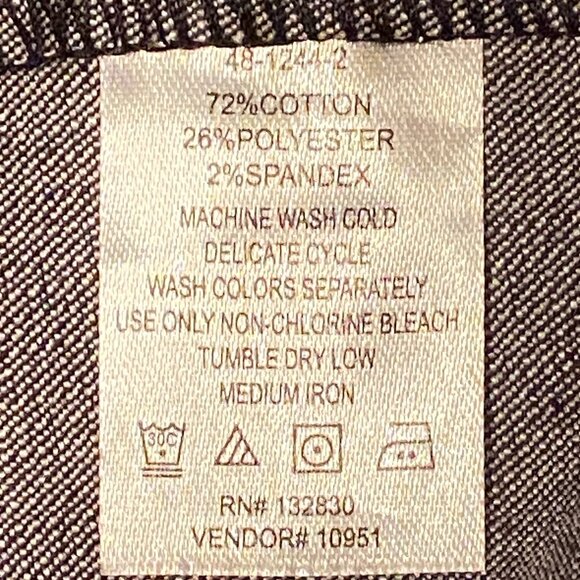 48-1244-2
72%COTTON
26%POLYESTER
2%SPANDEX
MACHINE WASH COLD
DELICATE CYCLE
WASH COLORS SEPARATELY
USE ONLY NON-CHLORINE BLEACH
TUMBLE DRY LOW
MEDIUM IRON
30C
RN# 132830
VENDOR# 10951